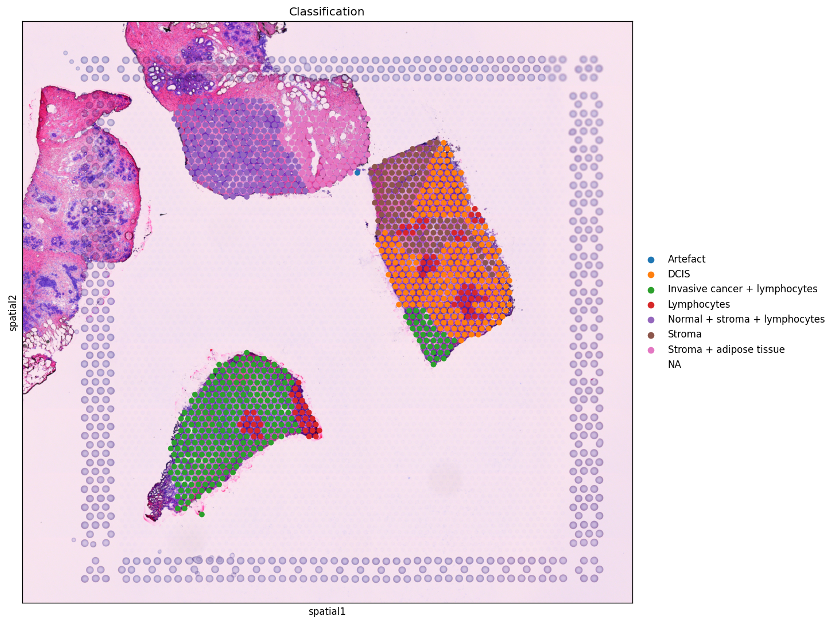 Classification
spatial2
spatial1
Artefact
DCIS
Invasive cancer + lymphocytes
Lymphocytes
Normal + stroma + lymphocytes
Stroma
Stroma + adipose tissue
NA